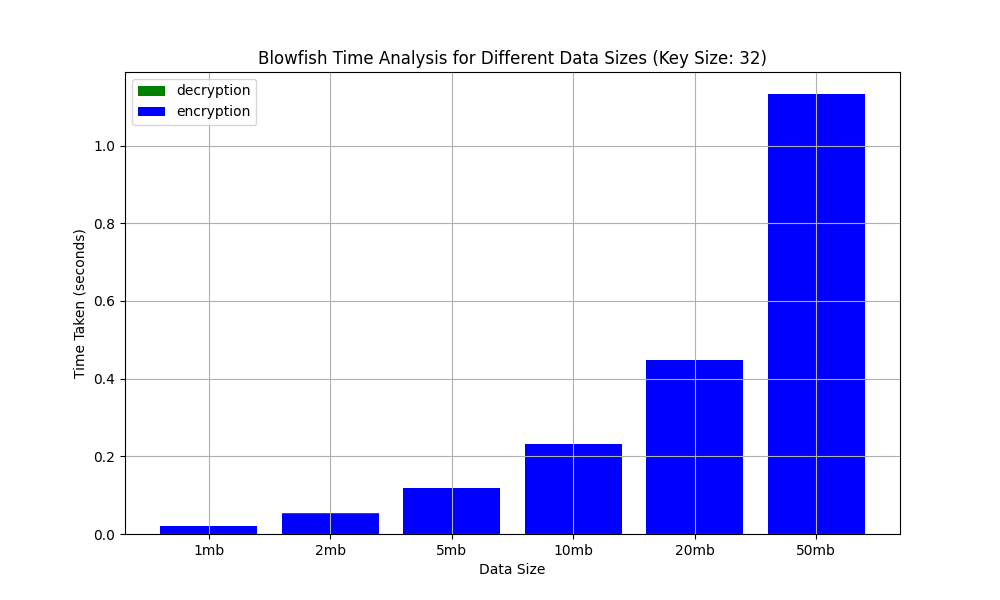 Blowfish Time Analysis for Different Data Sizes (Key Size: 32)
decryption
encryption
Time Taken (seconds)
1.0
0.8
0.6
0.4
0.2
0.0
1mb 2mb 5mb 10mb 20mb 50mb
Data Size